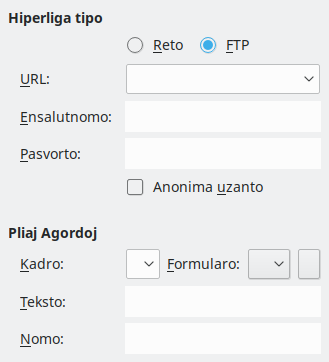 Hiperliga tipo
Reto FTP
URL:
Ensalutnomo:
Pasvorto:
Anonima uzanto
Pliaj Agordoj
Kadro: Formularo:
Teksto:
Nomo: